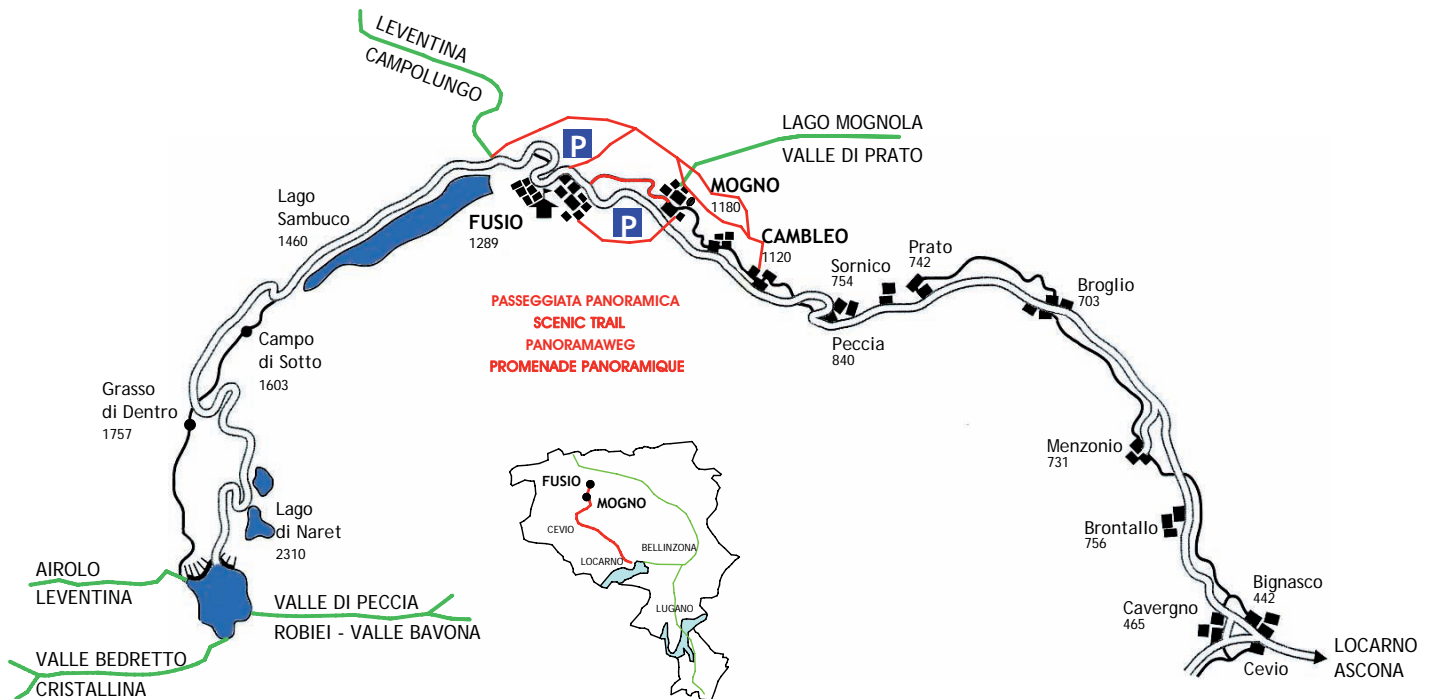 LEVENTINA
CAMPOLUNGO
P
LAGO MOGNOLA
VALLE DI PRATO
Lago
Sambuco
1460
FUSIO
1289
P
MOGNO
1180
CAMBLEO
1120
Sornico
754
Prato
742
Broglio
703
PASSEGGIATA PANORAMICA
SCENIC TRAIL
PANORAMAWEG
PROMENADE PANORAMIQUE
Peccia
840
Campo
di Sotto
1603
Grasso
di Dentro
1757
Menzonio
731
Lago
di Naret
2310
Brontallo
756
FUSIO
MOGNO
CEVIO
LOCARNO
BELLINZONA
LUGANO
AIROLO
LEVENTINA
VALLE DI PECCIA
ROBIEI - VALLE BAVONA
VALLE BEDRETTO
CRISTALLINA
Bignasco
442
Cavergno
465
Cevio
LOCARNO
ASCONA